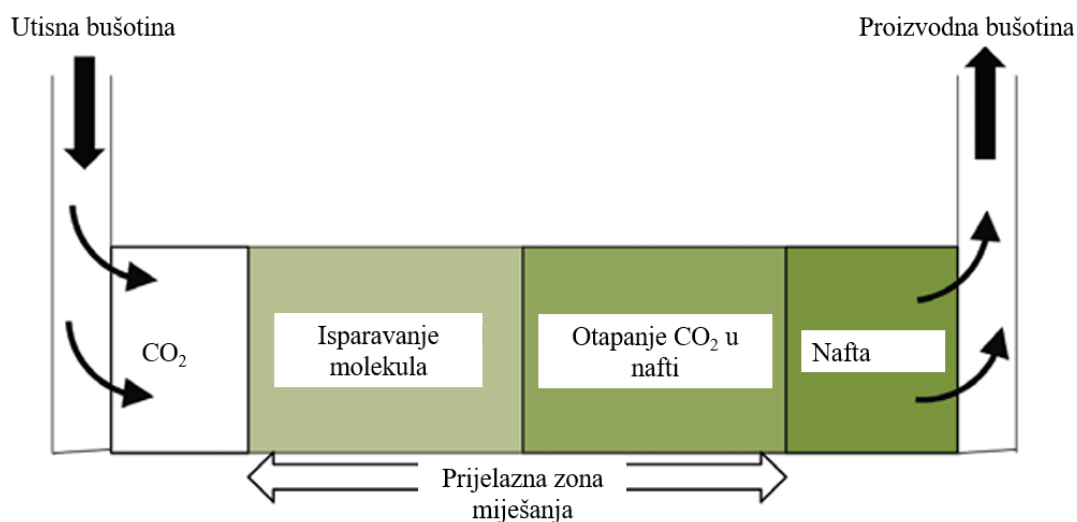 Utisna bušotina
Proizvodna bušotina
CO₂
Isparavanje
molekula
Otapanje CO₂ u
nafti
Nafta
Prijelazna zona
miješanja